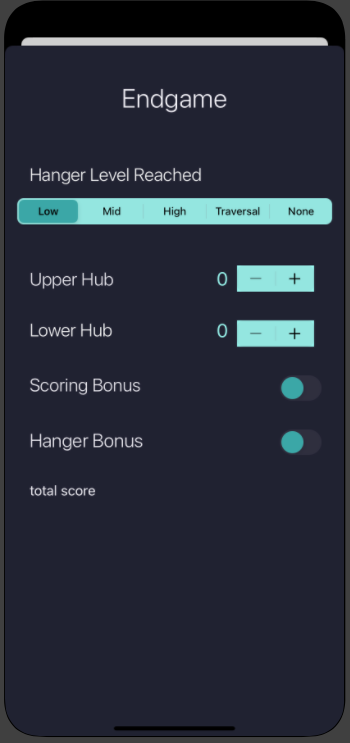 Endgame
Hanger Level Reached
Low Mid High Traversal None
Upper Hub 0 − +
Lower Hub 0 − +
Scoring Bonus
Hanger Bonus
total score